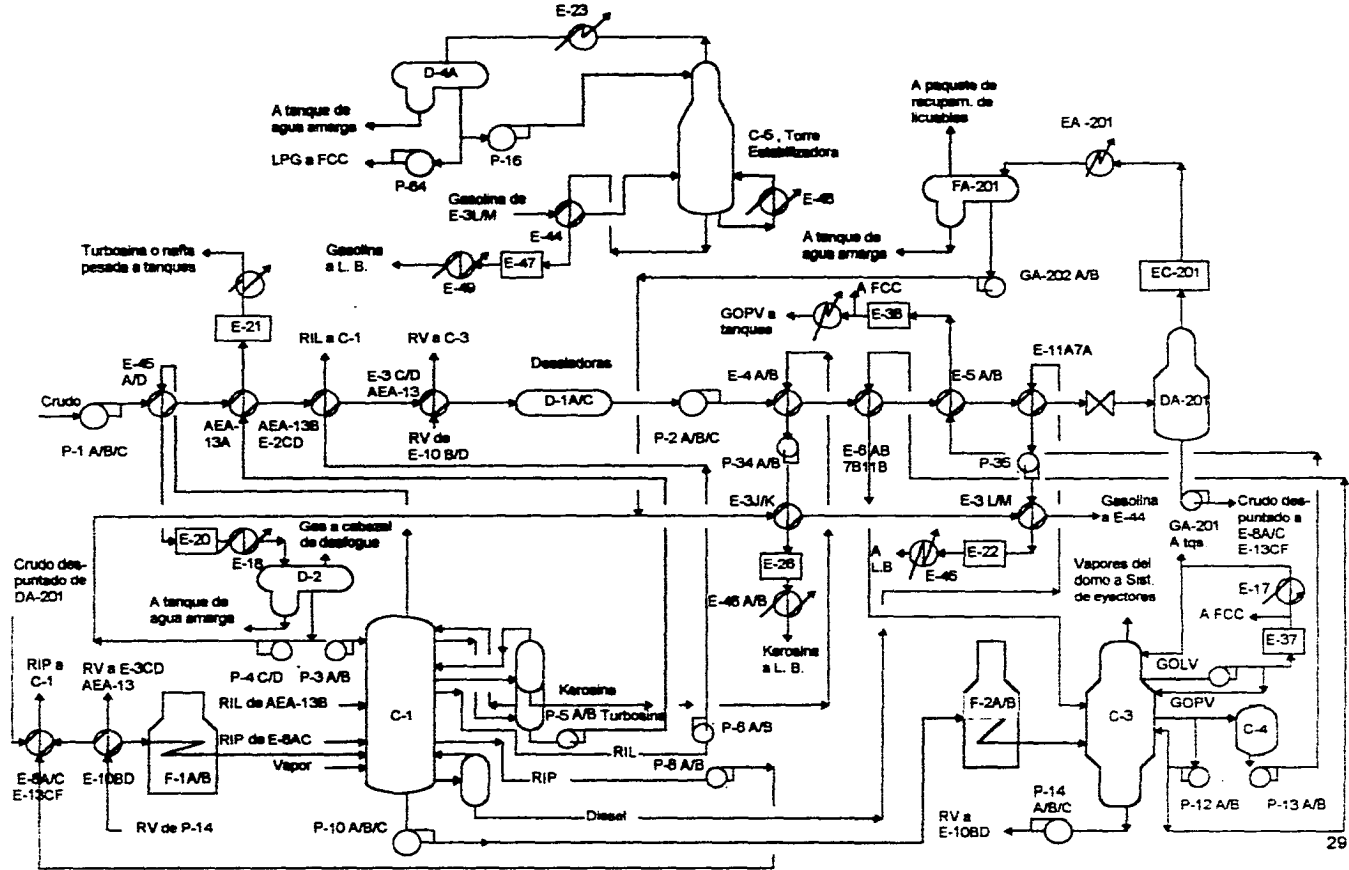 E-23
D-4A
A tanque de
agua amarga
LPG a FCC
P-64
P-16
C-5 , Torre
Estabilizadora
E-48
Gasolina de
E-3L/M
E-44
Gasolina
a L. B.
E-47
E-49
A paquete de
recuperam. de
licuables
EA -201
FA-201
A tanque de
agua amarga
GA-202 A/B
EC-201
Turbosina o nafta
pesada a tanques
E-21
RIL a C-1
RV a C-3
E-45
A/D
E-3 C/D
AEA-13
Desaladoras
GOPV a
tanques
A FCC
E-38
E-4 A/B
E-5 A/B
E-11A7A
Crudo
P-1 A/B/C
AEA-
13A
AEA-13B
E-2CD
RV de
E-10 B/D
D-1A/C
P-2 A/B/C
P-34 A/B
E-6 AB
7B11B
P-35
DA-201
E-3J/K
E-3 L/M
Gasolina
a E-44
GA-201
A tqs.
Crudo des-
puntado a
E-8A/C
E-13CF
Crudo des-
puntado de
DA-201
E-20
E-18
Gas a cabezal
de desfogue
D-2
A tanque de
agua amarga
P-4 C/D
P-3 A/B
E-26
E-46 A/B
Kerosina
a L. B.
A
L.B
E-22
E-45
Vapores del
domo a Sist.
de eyectores
E-17
A FCC
E-37
RIP a
C-1
RV a E-3CD
AEA-13
RIL de AEA-13B
RIP de E-8AC
Vapor
C-1
Kerosina
P-5 A/B
Turbosina
RIL
RIP
P-6 A/B
P-8 A/B
Diesel
E-8A/C
E-13CF
E-10BD
F-1A/B
RV de P-14
P-10 A/B/C
F-2A/B
C-3
GOLV
GOPV
C-4
P-14
A/B/C
RV a
E-10BD
P-12 A/B
P-13 A/B
29